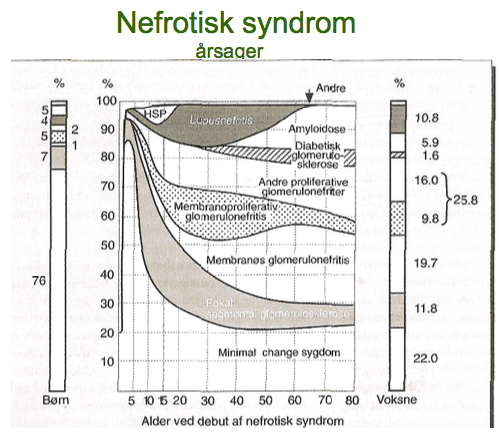 Nefrotisk syndrom
årsager
% % Andre %
100
90
80
70
60
50
40
30
20
10
5
4
5 2
1
7
76
Børn
HSP
Lupusnefritis
Amyloidose
Diabetisk
glomerulo-
sklerose
Andre proliferative
glomerulonefriter
Membranoproliferativ
glomerulonefritis
Membranøs glomerulonefritis
Fokal
segmental glomerulosklerose
Minimal change sygdom
5 10 15 20 30 40 50 60 70 80
Alder ved debut af nefrotisk syndrom
10.8
5.9
1.6
16.0
25.8
9.8
19.7
11.8
22.0
Voksne